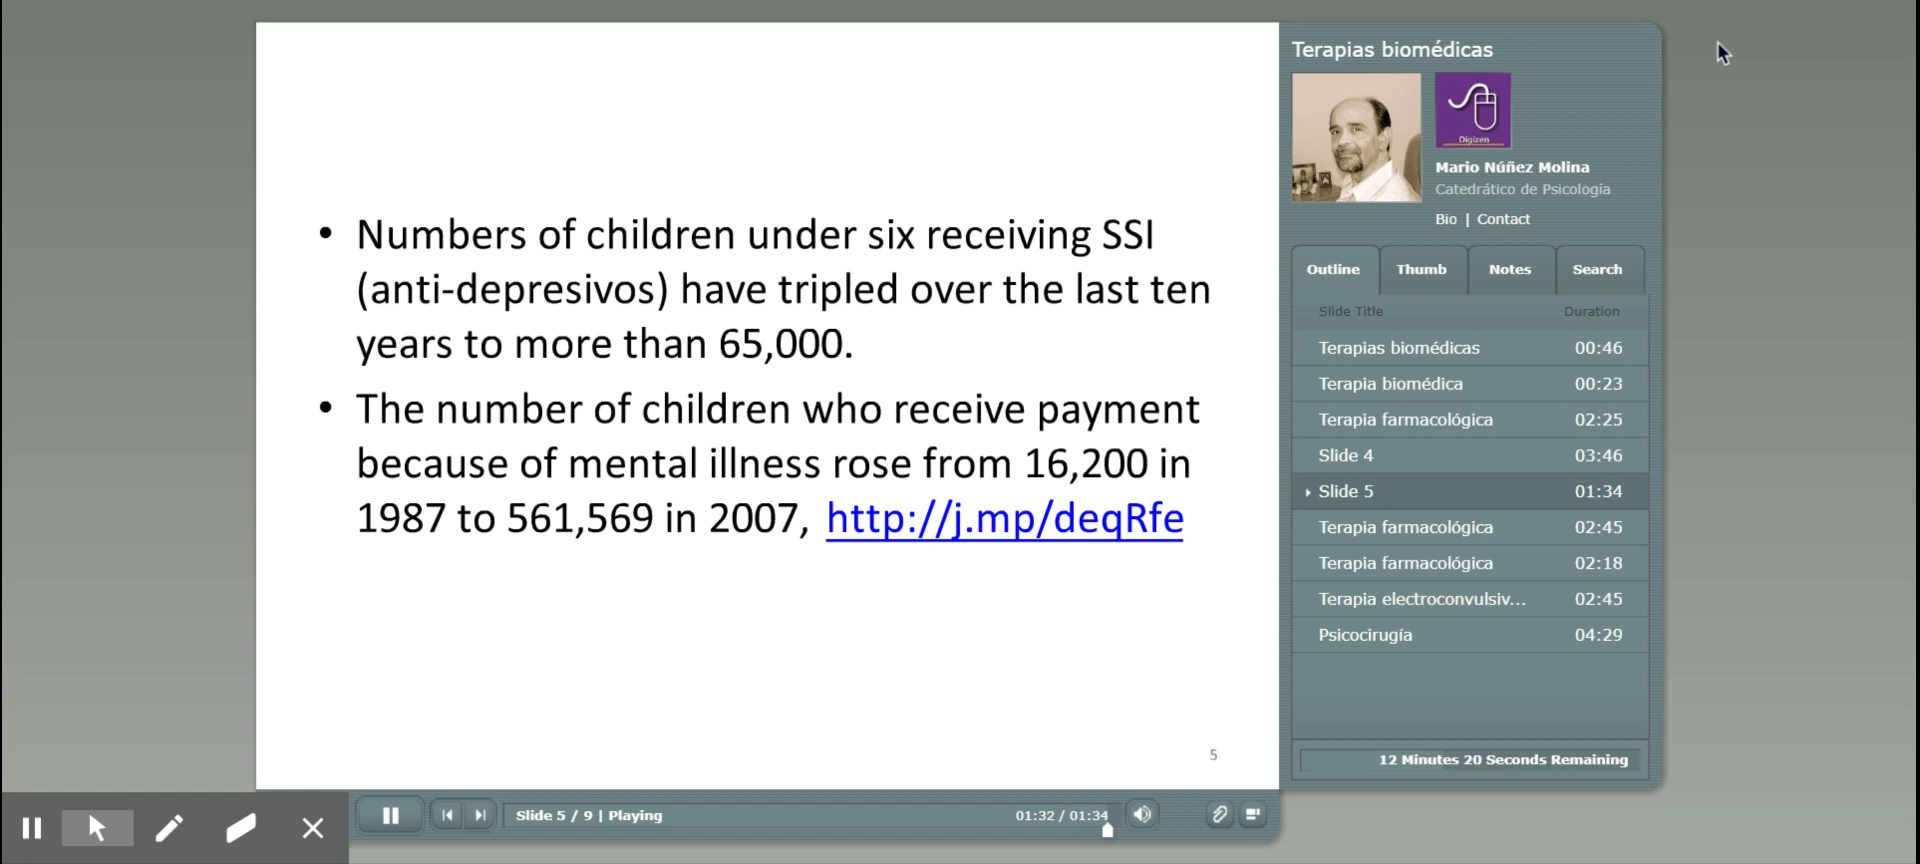 • Numbers of children under six receiving SSI
(anti-depresivos) have tripled over the last ten
years to more than 65,000.
• The number of children who receive payment
because of mental illness rose from 16,200 in
1987 to 561,569 in 2007, http://j.mp/deqRfe
5
Terapias biomédicas
Digizen
Mario Núñez Molina
Catedrático de Psicología
Bio | Contact
Outline Thumb Notes Search
Slide Title Duration
Terapias biomédicas 00:46
Terapia biomédica 00:23
Terapia farmacológica 02:25
Slide 4 03:46
Slide 5 01:34
Terapia farmacológica 02:45
Terapia farmacológica 02:18
Terapia electroconvulsiv... 02:45
Psicocirugía 04:29
12 Minutes 20 Seconds Remaining
Slide 5 / 9 | Playing 01:32 / 01:34